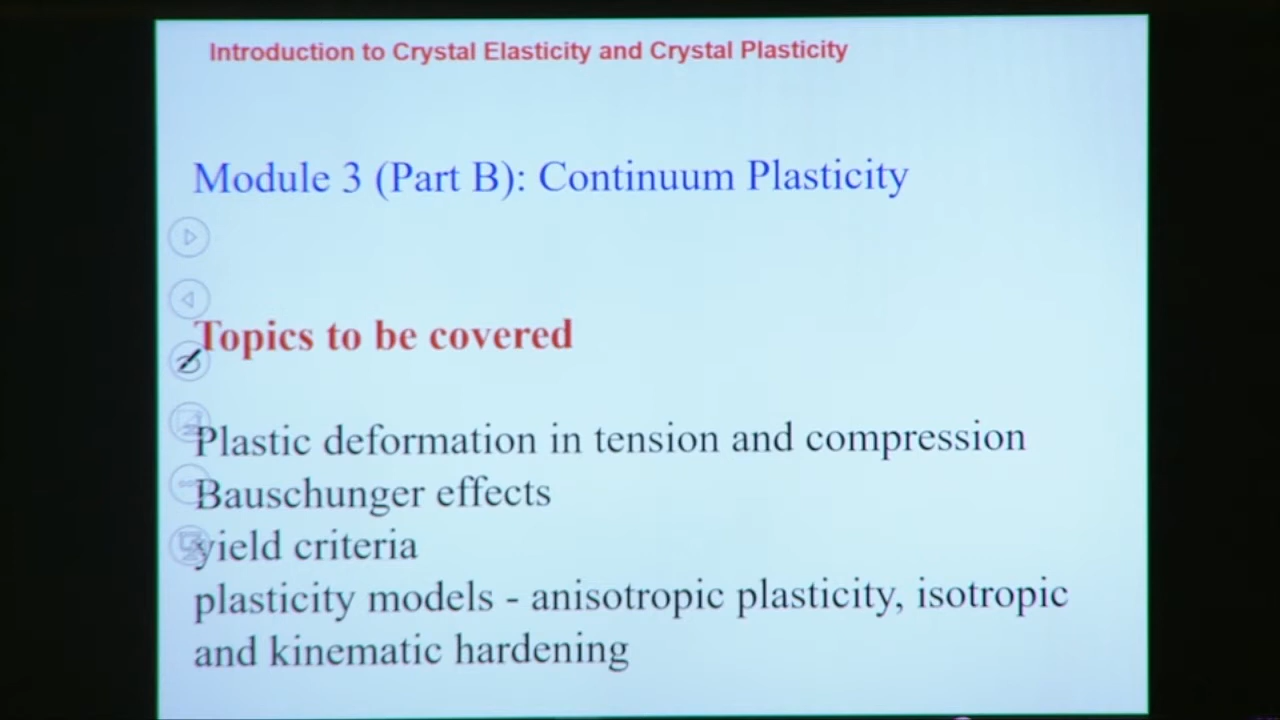 Introduction to Crystal Elasticity and Crystal Plasticity
Module 3 (Part B): Continuum Plasticity
Topics to be covered
Plastic deformation in tension and compression
Bauschunger effects
yield criteria
plasticity models - anisotropic plasticity, isotropic
and kinematic hardening